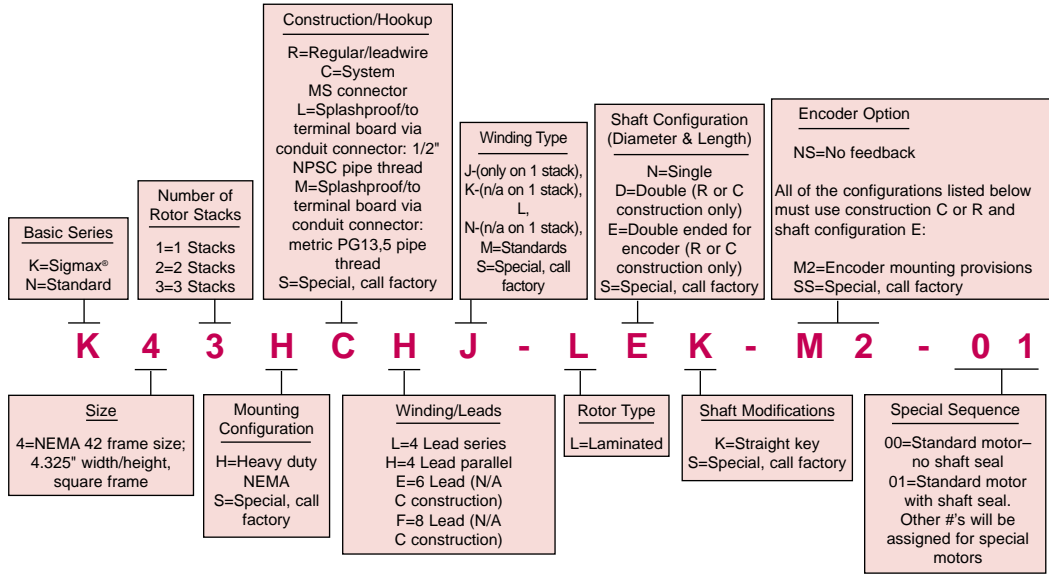 Basic Series
K=Sigmax®
N=Standard
Number of
Rotor Stacks
1=1 Stacks
2=2 Stacks
3=3 Stacks
Construction/Hookup
R=Regular/leadwire
C=System
MS connector
L=Splashproof/to
terminal board via
conduit connector: 1/2"
NPSC pipe thread
M=Splashproof/to
terminal board via
conduit connector:
metric PG13,5 pipe
thread
S=Special, call factory
Winding Type
J-(only on 1 stack),
K-(n/a on 1 stack),
L,
N-(n/a on 1 stack),
M=Standards
S=Special, call
factory
Shaft Configuration
(Diameter & Length)
N=Single
D=Double (R or C
construction only)
E=Double ended for
encoder (R or C
construction only)
S=Special, call factory
Encoder Option
NS=No feedback
All of the configurations listed below
must use construction C or R and
shaft configuration E:
M2=Encoder mounting provisions
SS=Special, call factory
K 4 3 H C H J - L E K - M 2 - 0 1
Size
4=NEMA 42 frame size;
4.325" width/height,
square frame
Mounting
Configuration
H=Heavy duty
NEMA
S=Special, call
factory
Winding/Leads
L=4 Lead series
H=4 Lead parallel
E=6 Lead (N/A
C construction)
F=8 Lead (N/A
C construction)
Rotor Type
L=Laminated
Shaft Modifications
K=Straight key
S=Special, call factory
Special Sequence
00=Standard motor–
no shaft seal
01=Standard motor
with shaft seal.
Other #'s will be
assigned for special
motors